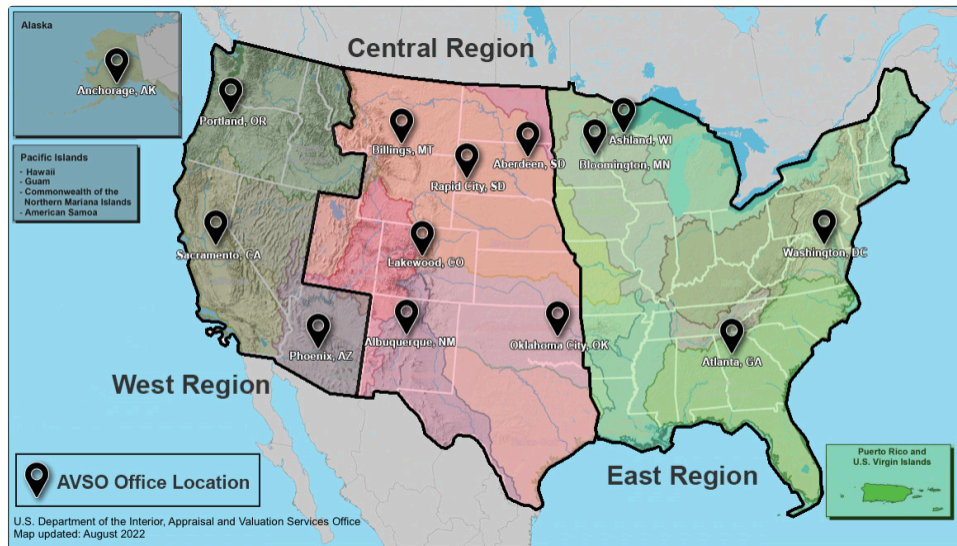 Alaska
Anchorage, AK
Central Region
Portland, OR
Ashland, WI
Billings, MT
Aberdeen, SD
Bloomington, MN
Pacific Islands
- Hawaii
- Guam
- Commonwealth of the
Northern Mariana Islands
- American Samoa
Rapid City, SD
Sacramento, CA
Lakewood, CO
Washington, DC
Phoenix, AZ
Albuquerque, NM
Oklahoma City, OK
Atlanta, GA
West Region
East Region
Puerto Rico and
U.S. Virgin Islands
AVSO Office Location
U.S. Department of the Interior, Appraisal and Valuation Services Office
Map updated: August 2022